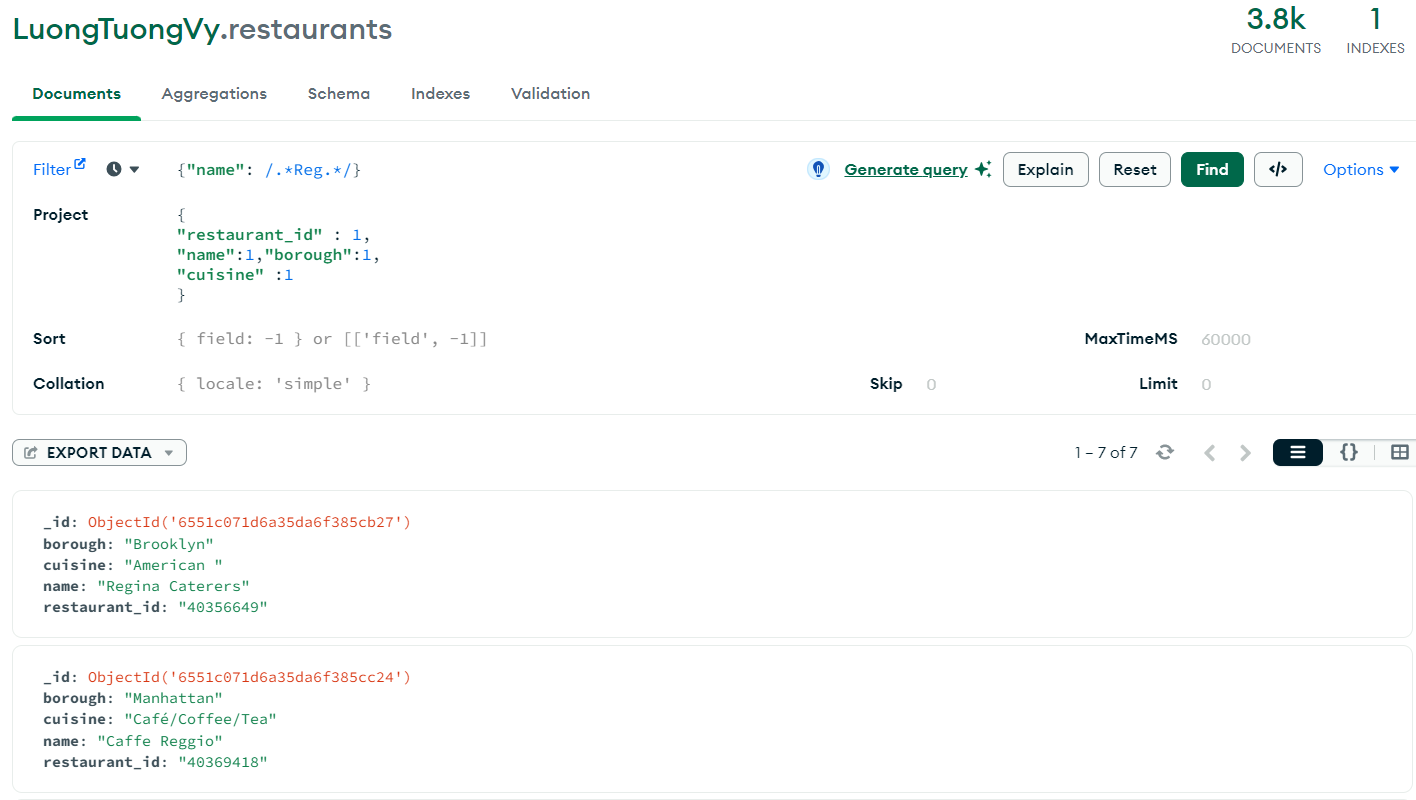 LuongTuongVy.restaurants
3.8k
DOCUMENTS
1
INDEXES
Documents Aggregations Schema Indexes Validation
Filter {"name": /.*Reg.*/} Generate query Explain Reset Find </> Options
Project
{
"restaurant_id" : 1,
"name":1,"borough":1,
"cuisine" :1
}
Sort { field: -1 } or [['field', -1]] MaxTimeMS 60000
Collation { locale: 'simple' } Skip 0 Limit 0
EXPORT DATA 1 – 7 of 7 {}
_id: ObjectId('6551c071d6a35da6f385cb27')
borough: "Brooklyn"
cuisine: "American "
name: "Regina Caterers"
restaurant_id: "40356649"
_id: ObjectId('6551c071d6a35da6f385cc24')
borough: "Manhattan"
cuisine: "Café/Coffee/Tea"
name: "Caffe Reggio"
restaurant_id: "40369418"